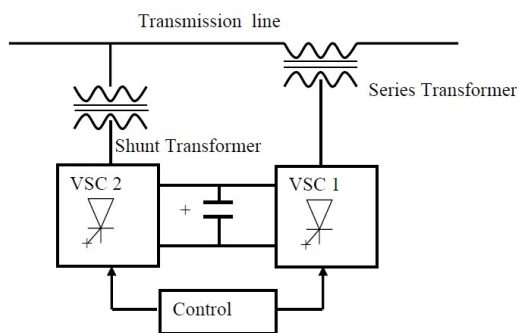 Transmission line
Series Transformer
Shunt Transformer
VSC 2
VSC 1
+
Control